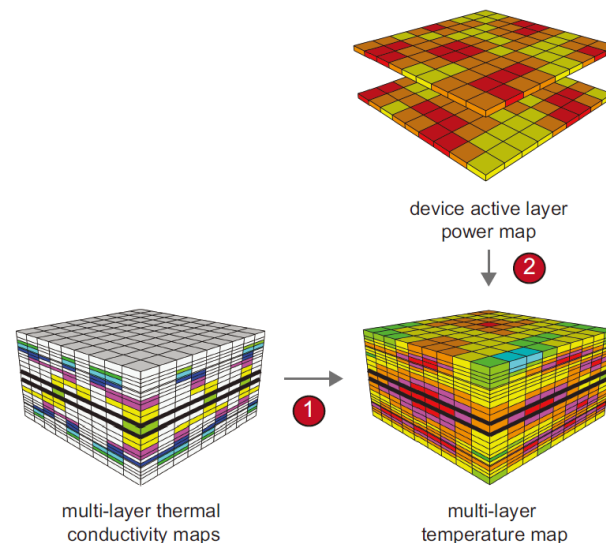 device active layer
power map
2
1
multi-layer thermal
conductivity maps
multi-layer
temperature map